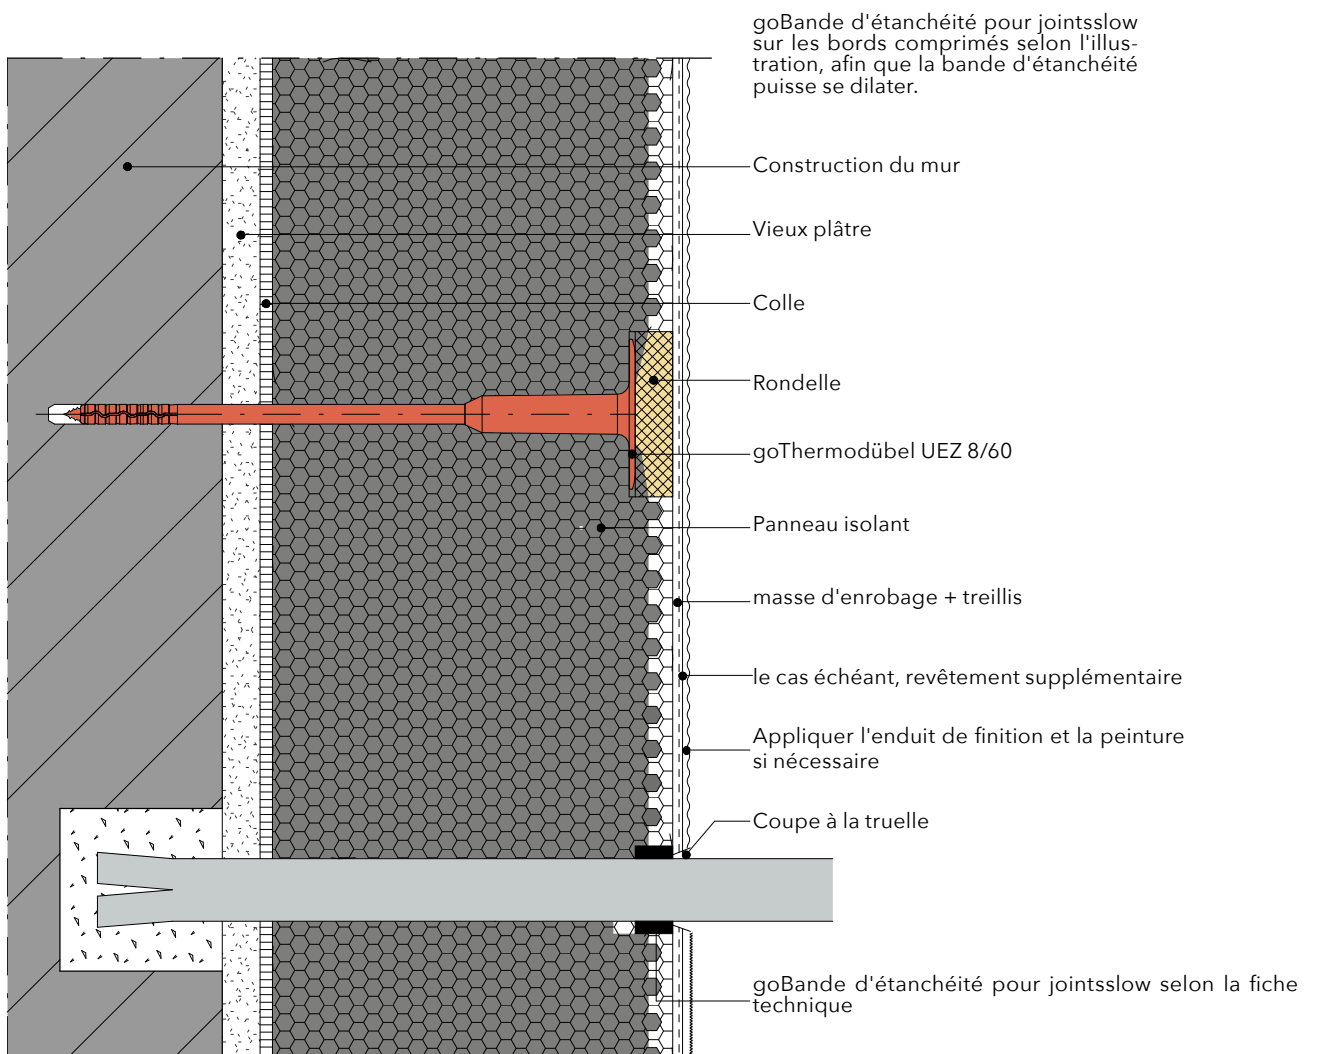 goBande d'étanchéité pour jointsslow
sur les bords comprimés selon l'illus-
tration, afin que la bande d'étanchéité
puisse se dilater.
Construction du mur
Vieux plâtre
Colle
Rondelle
goThermodübel UEZ 8/60
Panneau isolant
masse d'enrobage + treillis
le cas échéant, revêtement supplémentaire
Appliquer l'enduit de finition et la peinture
si nécessaire
Coupe à la truelle
goBande d'étanchéité pour jointsslow selon la fiche
technique